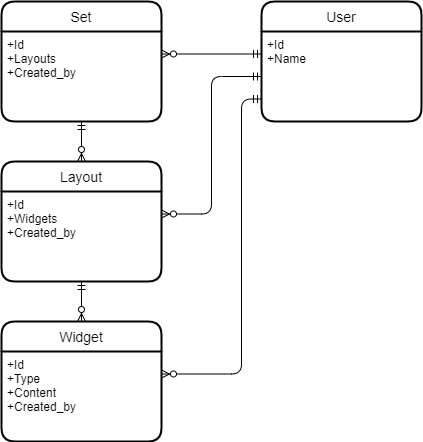 Set
+Id
+Layouts
+Created_by
User
+Id
+Name
Layout
+Id
+Widgets
+Created_by
Widget
+Id
+Type
+Content
+Created_by